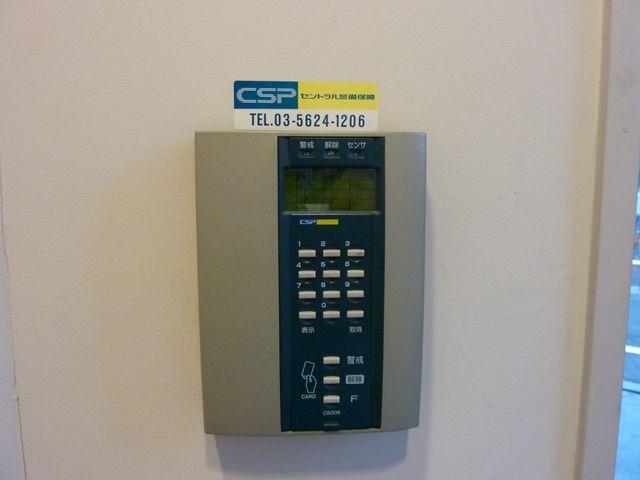 CSP セントラル警備保障
TEL.03-5624-1206
警戒 解除 センサ
CSP
1 2 3
4 5 6
7 8 9
0
表示 取消
警戒
解除
CARD F
CS009